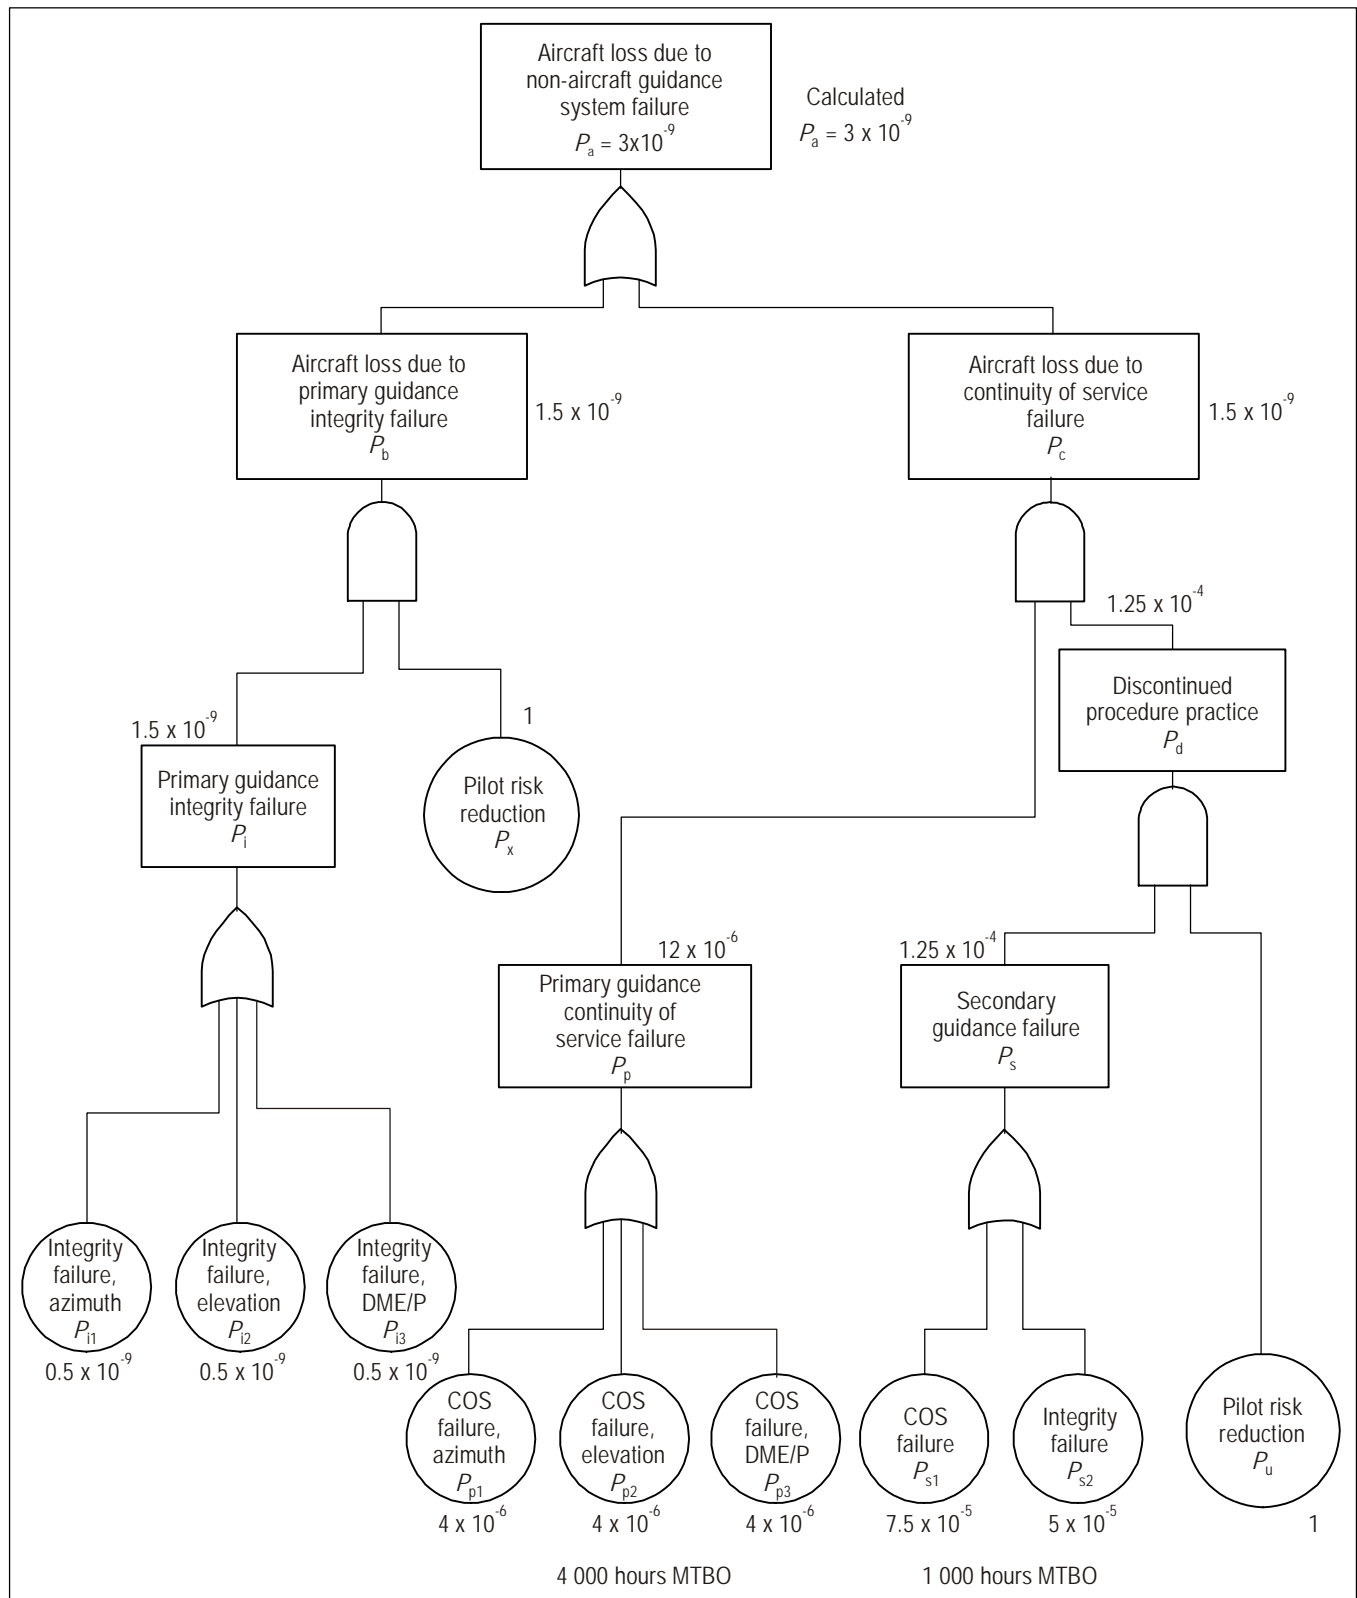 Aircraft loss due to
non-aircraft guidance
system failure
Pa = 3x10-9
Calculated
Pa = 3 x 10-9
Aircraft loss due to
primary guidance
integrity failure
Pb
1.5 x 10-9
Aircraft loss due to
continuity of service
failure
Pc
1.5 x 10-9
1.25 x 10-4
Discontinued
procedure practice
Pd
1.5 x 10-9
Primary guidance
integrity failure
Pi
1
Pilot risk
reduction
Px
12 x 10-6
Primary guidance
continuity of
service failure
Pp
1.25 x 10-4
Secondary
guidance failure
Ps
Integrity
failure,
azimuth
Pi1
0.5 x 10-9
Integrity
failure,
elevation
Pi2
0.5 x 10-9
Integrity
failure,
DME/P
Pi3
0.5 x 10-9
COS
failure,
azimuth
Pp1
4 x 10-6
COS
failure,
elevation
Pp2
4 x 10-6
COS
failure,
DME/P
Pp3
4 x 10-6
COS
failure
Ps1
7.5 x 10-5
Integrity
failure
Ps2
5 x 10-5
Pilot risk
reduction
Pu
1
4 000 hours MTBO
1 000 hours MTBO